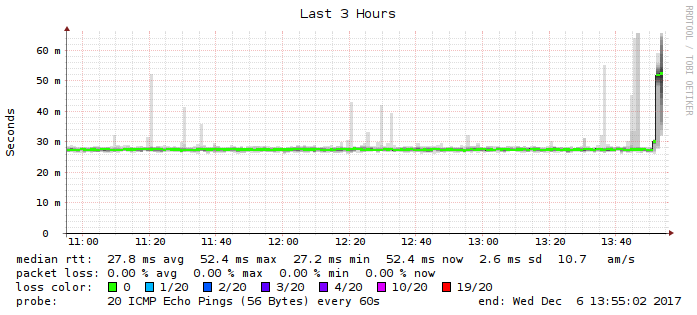 Last 3 Hours
RRDTOOL / TOBI OETIKER
Seconds
60 m
50 m
40 m
30 m
20 m
10 m
0
11:00 11:20 11:40 12:00 12:20 12:40 13:00 13:20 13:40
median rtt: 27.8 ms avg 52.4 ms max 27.2 ms min 52.4 ms now 2.6 ms sd 10.7 am/s
packet loss: 0.00 % avg 0.00 % max 0.00 % min 0.00 % now
loss color: 0 1/20 2/20 3/20 4/20 10/20 19/20
probe: 20 ICMP Echo Pings (56 Bytes) every 60s end: Wed Dec 6 13:55:02 2017